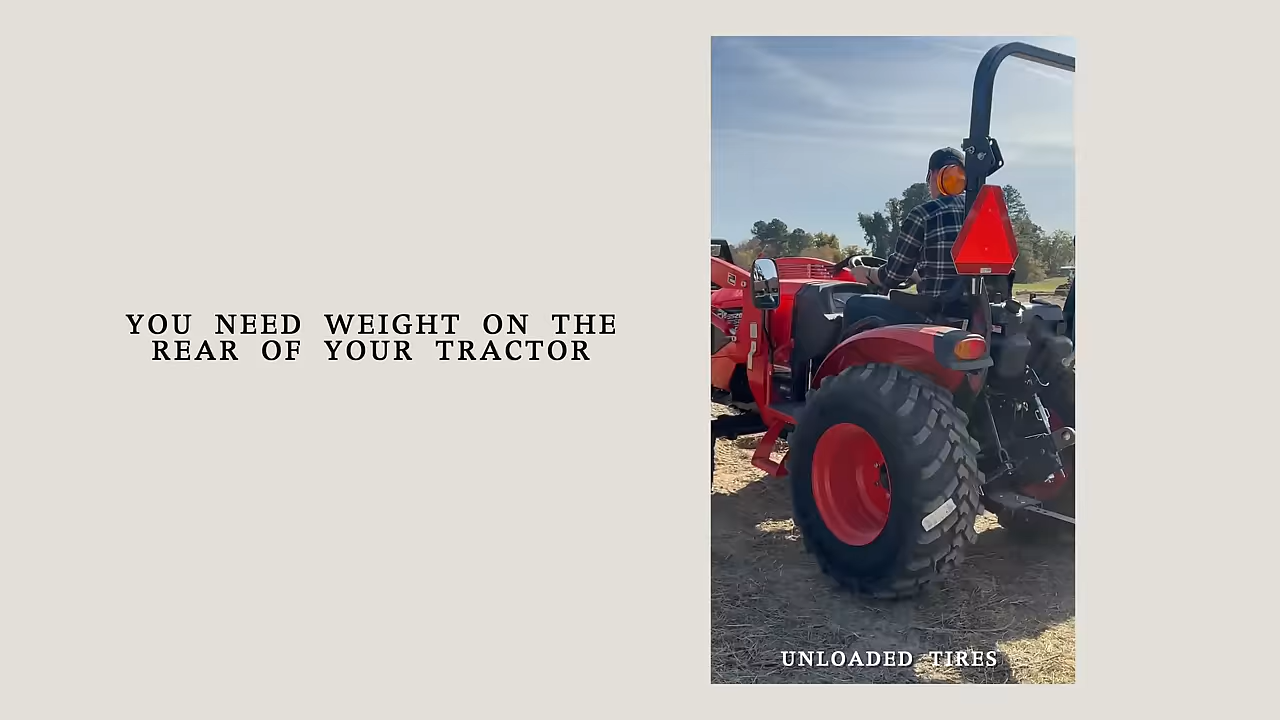 YOU NEED WEIGHT ON THE
REAR OF YOUR TRACTOR
UNLOADED TIRES